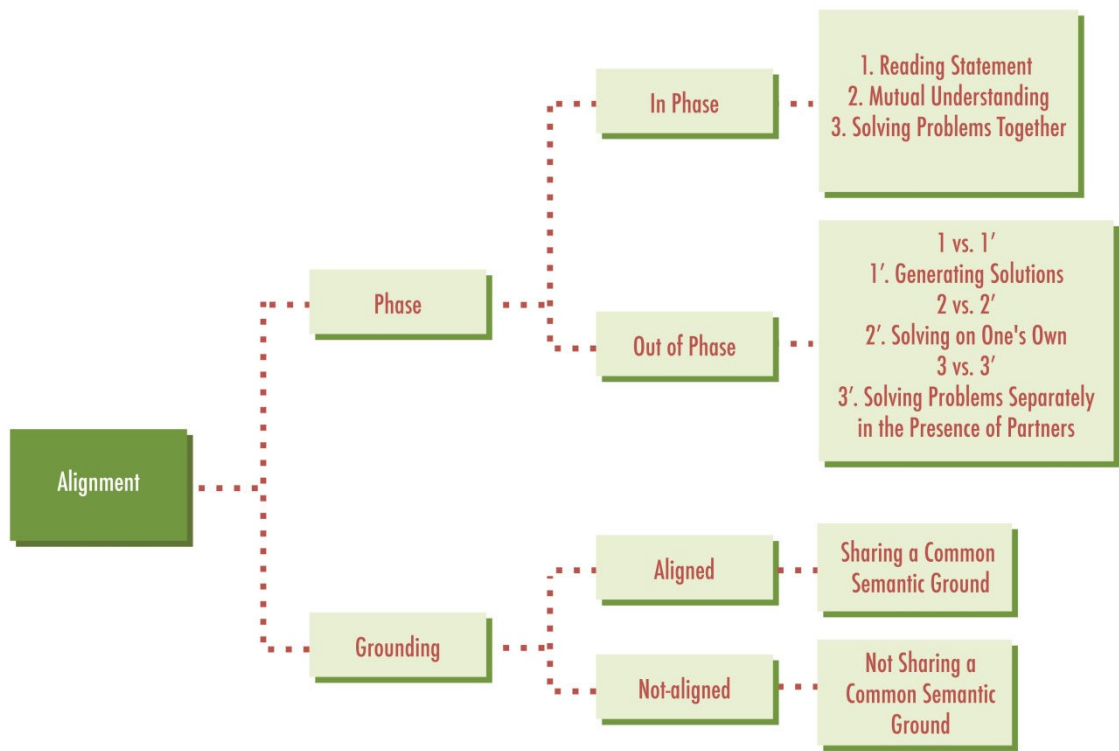 Alignment
Phase
In Phase
1. Reading Statement
2. Mutual Understanding
3. Solving Problems Together
Out of Phase
1 vs. 1′
1′. Generating Solutions
2 vs. 2′
2′. Solving on One's Own
3 vs. 3′
3′. Solving Problems Separately
in the Presence of Partners
Grounding
Aligned
Sharing a Common
Semantic Ground
Not-aligned
Not Sharing a
Common Semantic
Ground